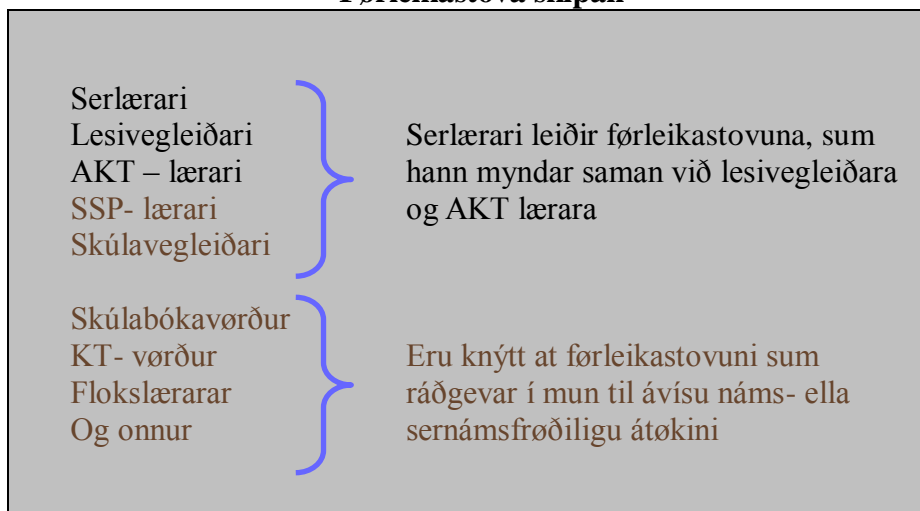 Serlærari
Lesivegleiðari
AKT – lærari
SSP- lærari
Skúlavegleiðari
Serlærari leiðir førleikastovuna, sum
hann myndar saman við lesivegleiðara
og AKT lærara
Skúlabókavørður
KT- vørður
Flokslærarar
Og onnur
Eru knýtt at førleikastovuni sum
ráðgevar í mun til ávísu náms- ella
sernámsfrøðiligu átøkini